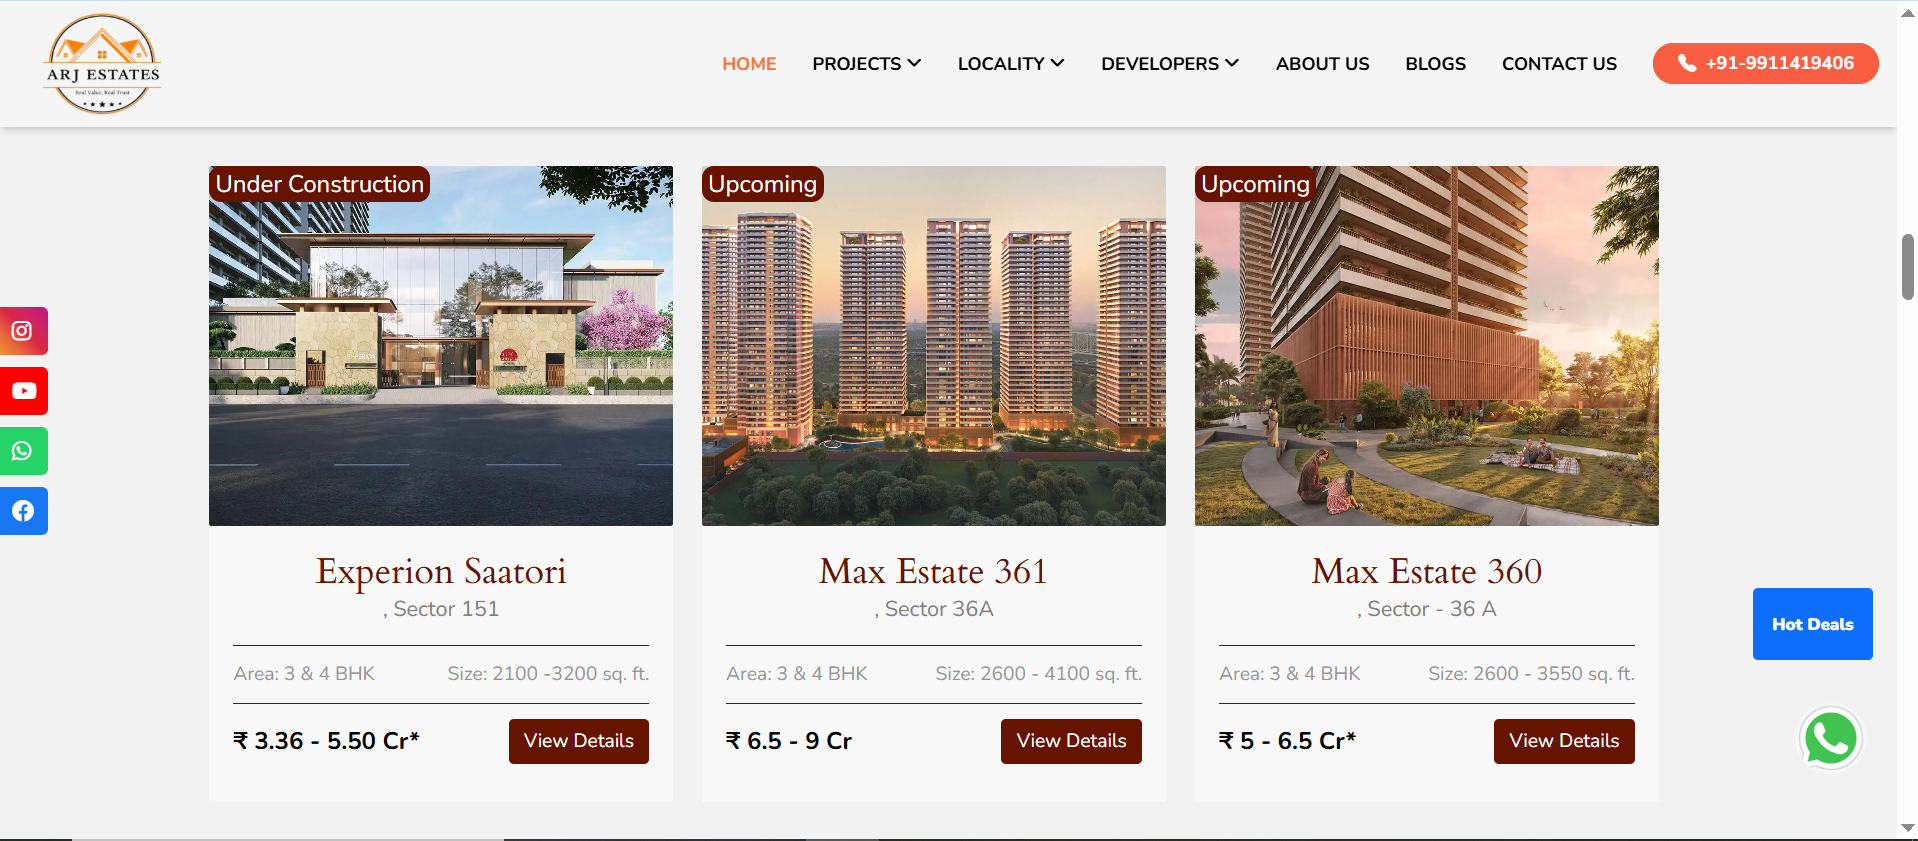 ARJ ESTATES
Real Value, Real Trust
HOME
PROJECTS
LOCALITY
DEVELOPERS
ABOUT US
BLOGS
CONTACT US
+91-9911419406
Under Construction
Experion Saatori
, Sector 151
Area: 3 & 4 BHK
Size: 2100 -3200 sq. ft.
₹ 3.36 - 5.50 Cr*
View Details
Upcoming
Max Estate 361
, Sector 36A
Area: 3 & 4 BHK
Size: 2600 - 4100 sq. ft.
₹ 6.5 - 9 Cr
View Details
Upcoming
Max Estate 360
, Sector - 36 A
Area: 3 & 4 BHK
Size: 2600 - 3550 sq. ft.
₹ 5 - 6.5 Cr*
View Details
Hot Deals